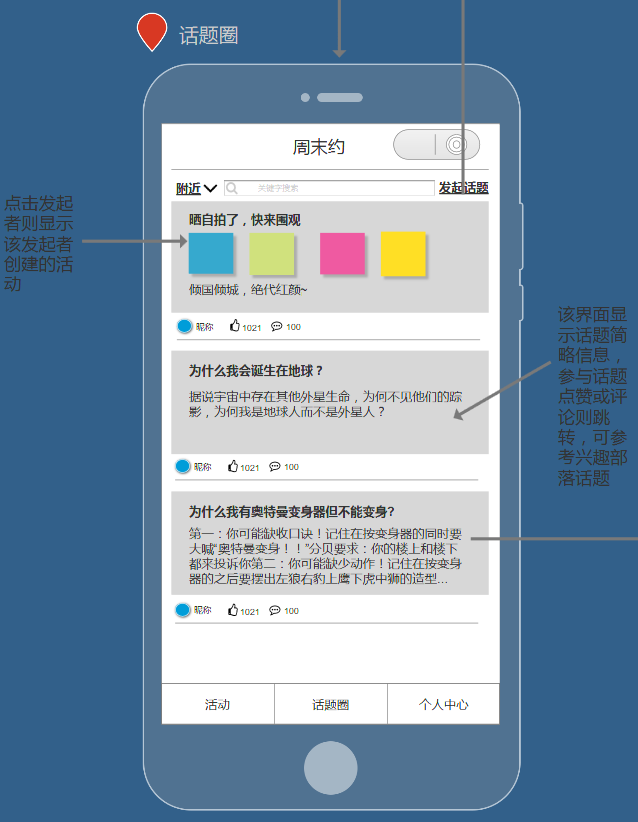 话题圈
周末约
附近
关键字搜索
发起话题
点击发起
者则显示
该发起者
创建的活
动
晒自拍了，快来围观
倾国倾城，绝代红颜~
昵称 1021 100
该界面显
示话题简
略信息，
参与话题
点赞或评
论则跳
转，可参
考兴趣部
落话题
为什么我会诞生在地球？
据说宇宙中存在其他外星生命，为何不见他们的踪
影，为何我是地球人而不是外星人？
昵称 1021 100
为什么我有奥特曼变身器但不能变身?
第一：你可能缺收口诀！记住在按变身器的同时要
大喊“奥特曼变身！！”分贝要求：你的楼上和楼下
都来投诉你第二：你可能缺少动作！记住在按变身
器的之后要摆出左狼右豹上鹰下虎中狮的造型...
昵称 1021 100
活动
话题圈
个人中心